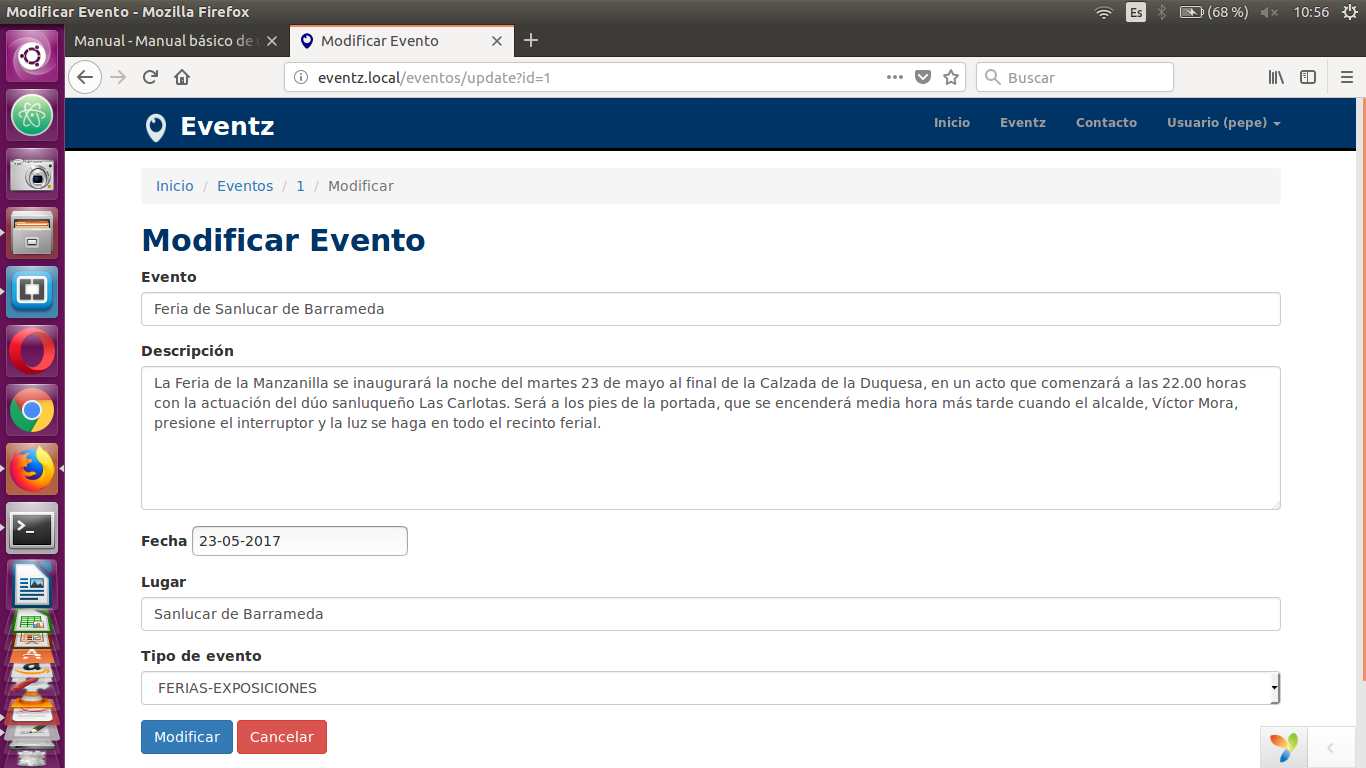 Modificar Evento - Mozilla Firefox
Es
(68 %)
10:56
Manual - Manual básico de
Modificar Evento
eventz.local/eventos/update?id=1
Buscar
Eventz
Inicio
Eventz
Contacto
Usuario (pepe)
Inicio / Eventos / 1 / Modificar
Modificar Evento
Evento
Feria de Sanlucar de Barrameda
Descripción
La Feria de la Manzanilla se inaugurará la noche del martes 23 de mayo al final de la Calzada de la Duquesa, en un acto que comenzará a las 22.00 horas
con la actuación del dúo sanluqueño Las Carlotas. Será a los pies de la portada, que se encenderá media hora más tarde cuando el alcalde, Víctor Mora,
presione el interruptor y la luz se haga en todo el recinto ferial.
Fecha 23-05-2017
Lugar
Sanlucar de Barrameda
Tipo de evento
FERIAS-EXPOSICIONES
Modificar
Cancelar